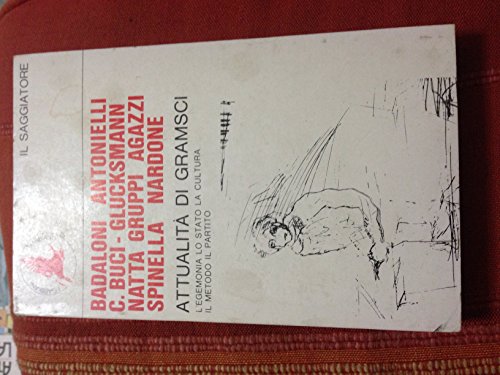 IL SAGGIATORE
BADALONI ANTONIELLI
C. BUCI-GLUCKSMANN
NATTA GRUPPI AGAZZI
SPINELLA NARDONE
ATTUALITÀ DI GRAMSCI
L'EGEMONIA LO STATO LA CULTURA
IL METODO IL PARTITO